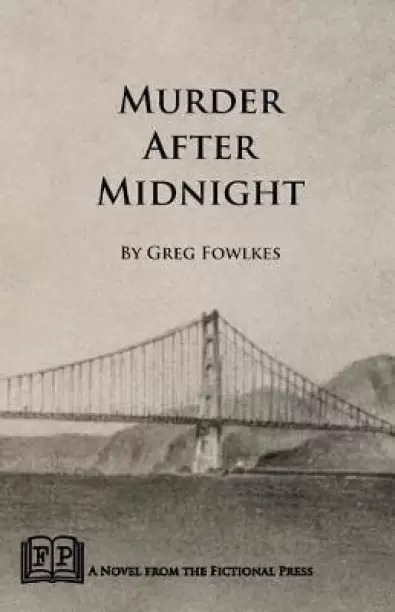 MURDER
AFTER
MIDNIGHT
BY GREG FOWLKES
FP
A NOVEL FROM THE FICTIONAL PRESS